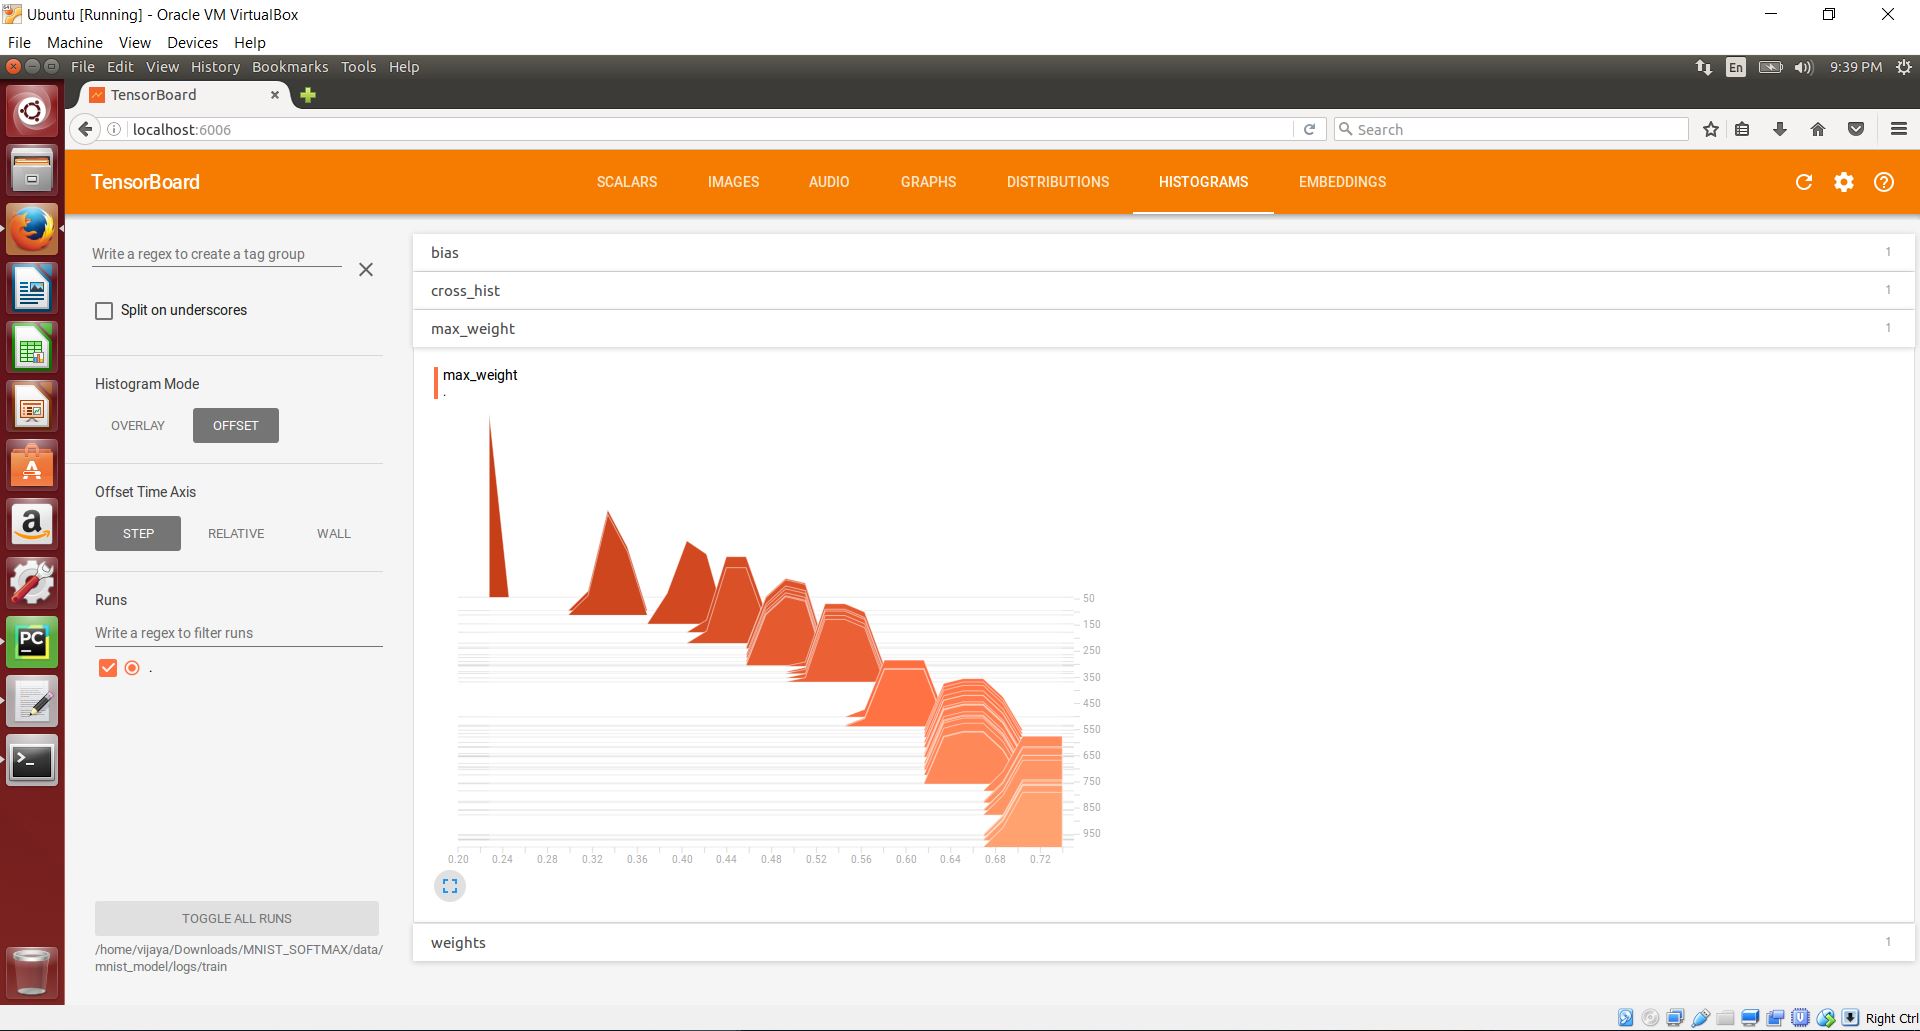 Ubuntu [Running] - Oracle VM VirtualBox
File Machine View Devices Help
File Edit View History Bookmarks Tools Help
En 9:39 PM
TensorBoard
localhost:6006
Search
TensorBoard SCALARS IMAGES AUDIO GRAPHS DISTRIBUTIONS HISTOGRAMS EMBEDDINGS
Write a regex to create a tag group
Split on underscores
Histogram Mode
OVERLAY OFFSET
Offset Time Axis
STEP RELATIVE WALL
Runs
Write a regex to filter runs
.
TOGGLE ALL RUNS
/home/vijaya/Downloads/MNIST_SOFTMAX/data/
mnist_model/logs/train
bias 1
cross_hist 1
max_weight 1
max_weight
.
50
150
250
350
450
550
650
750
850
950
0.20 0.24 0.28 0.32 0.36 0.40 0.44 0.48 0.52 0.56 0.60 0.64 0.68 0.72
weights 1
PC
a
Right Ctrl